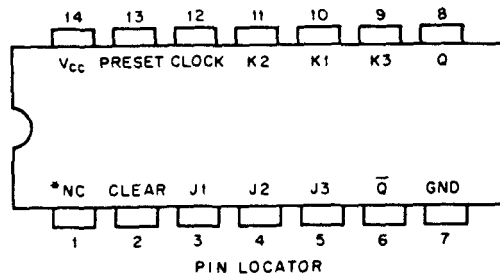 14 13 12 11 10 9 8
Vcc PRESET CLOCK K2 K1 K3 Q
*NC CLEAR J1 J2 J3 Q̅ GND
1 2 3 4 5 6 7
PIN LOCATOR